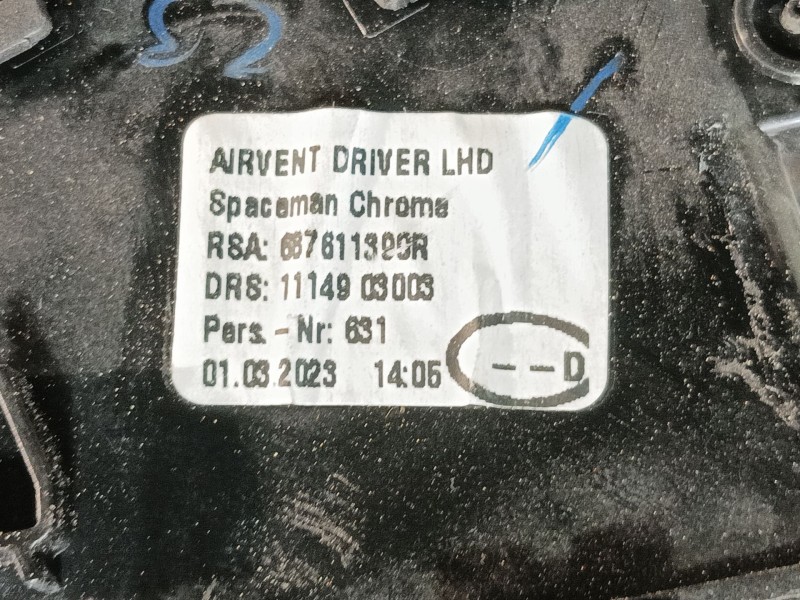 AIRVENT DRIVER LHD
Spaceman Chrome
RSA: 687611390R
DRS: 11149 03003
Pers. - Nr: 631
01.03.2023 14:05
--D